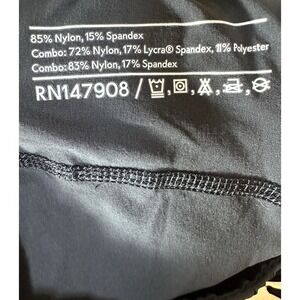 85% Nylon, 15% Spandex
Combo: 72% Nylon, 17% Lycra® Spandex, 11% Polyester
Combo: 83% Nylon, 17% Spandex
RN147908 /